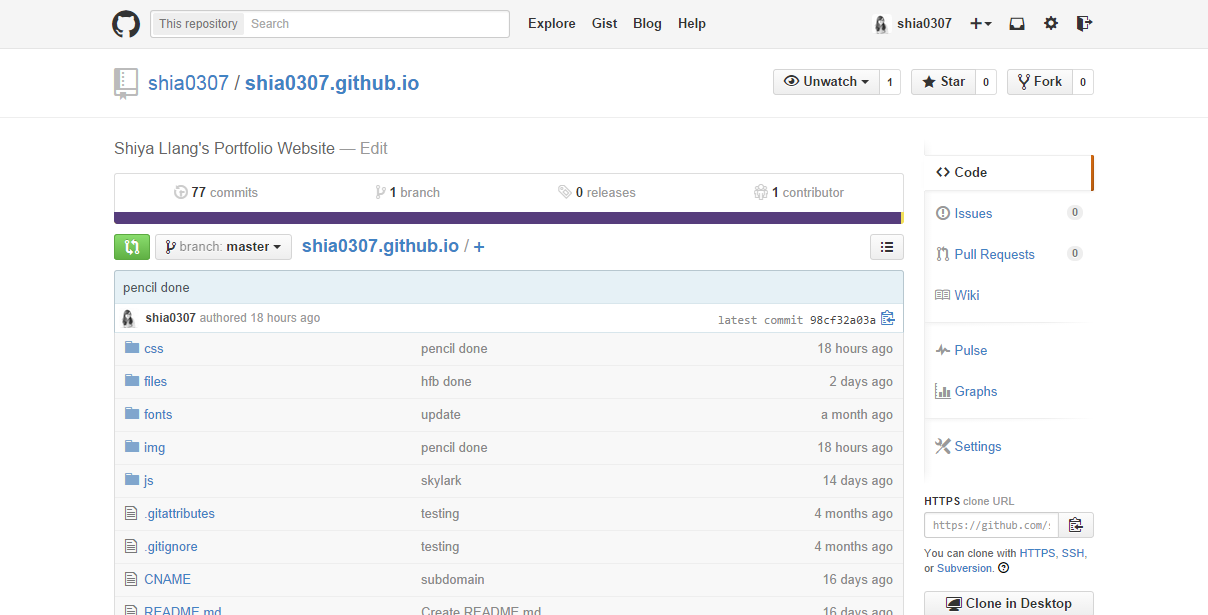 This repository Search Explore Gist Blog Help shia0307
shia0307 / shia0307.github.io Unwatch 1 Star 0 Fork 0
Shiya LIang's Portfolio Website — Edit
77 commits 1 branch 0 releases 1 contributor
branch: master shia0307.github.io / +
pencil done
shia0307 authored 18 hours ago latest commit 98cf32a03a
css pencil done 18 hours ago
files hfb done 2 days ago
fonts update a month ago
img pencil done 18 hours ago
js skylark 14 days ago
.gitattributes testing 4 months ago
.gitignore testing 4 months ago
CNAME subdomain 16 days ago
README.md Create README.md 16 days ago
Code
Issues 0
Pull Requests 0
Wiki
Pulse
Graphs
Settings
HTTPS clone URL
https://github.com/
You can clone with HTTPS, SSH,
or Subversion.
Clone in Desktop